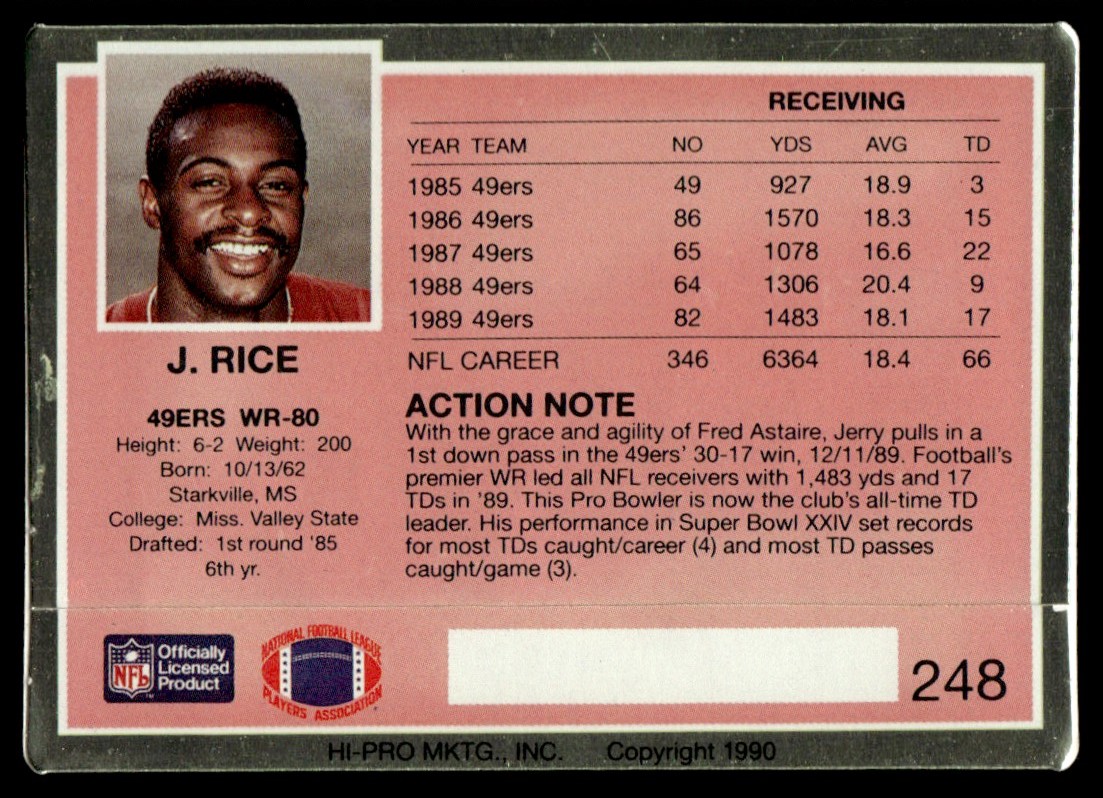 RECEIVING
YEAR TEAM NO YDS AVG TD
1985 49ers 49 927 18.9 3
1986 49ers 86 1570 18.3 15
1987 49ers 65 1078 16.6 22
1988 49ers 64 1306 20.4 9
1989 49ers 82 1483 18.1 17
NFL CAREER 346 6364 18.4 66
J. RICE
49ERS WR-80
Height: 6-2 Weight: 200
Born: 10/13/62
Starkville, MS
College: Miss. Valley State
Drafted: 1st round '85
6th yr.
ACTION NOTE
With the grace and agility of Fred Astaire, Jerry pulls in a
1st down pass in the 49ers' 30-17 win, 12/11/89. Football's
premier WR led all NFL receivers with 1,483 yds and 17
TDs in '89. This Pro Bowler is now the club's all-time TD
leader. His performance in Super Bowl XXIV set records
for most TDs caught/career (4) and most TD passes
caught/game (3).
NFL
TM
Officially
Licensed
Product
NATIONAL FOOTBALL LEAGUE
PLAYERS ASSOCIATION
248
HI-PRO MKTG., INC. Copyright 1990